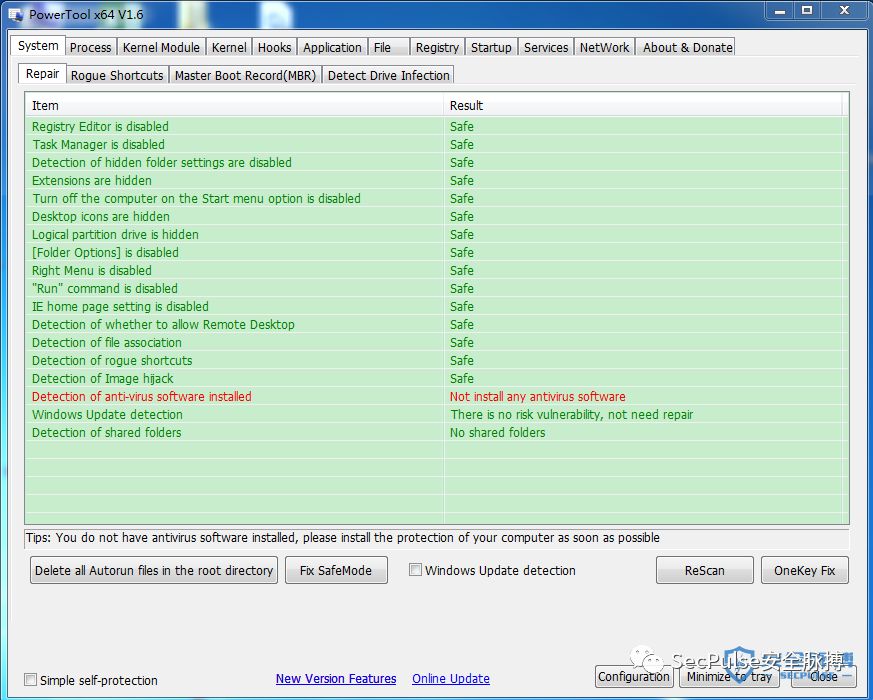 PowerTool x64 V1.6
System Process Kernel Module Kernel Hooks Application File Registry Startup Services NetWork About & Donate
Repair Rogue Shortcuts Master Boot Record(MBR) Detect Drive Infection
Item Result
Registry Editor is disabled Safe
Task Manager is disabled Safe
Detection of hidden folder settings are disabled Safe
Extensions are hidden Safe
Turn off the computer on the Start menu option is disabled Safe
Desktop icons are hidden Safe
Logical partition drive is hidden Safe
[Folder Options] is disabled Safe
Right Menu is disabled Safe
"Run" command is disabled Safe
IE home page setting is disabled Safe
Detection of whether to allow Remote Desktop Safe
Detection of file association Safe
Detection of rogue shortcuts Safe
Detection of Image hijack Safe
Detection of anti-virus software installed Not install any antivirus software
Windows Update detection There is no risk vulnerability, not need repair
Detection of shared folders No shared folders
Tips: You do not have antivirus software installed, please install the protection of your computer as soon as possible
Delete all Autorun files in the root directory Fix SafeMode Windows Update detection ReScan OneKey Fix
SecPulse安全脉搏
Simple self-protection New Version Features Online Update Configuration Minimize to tray Close